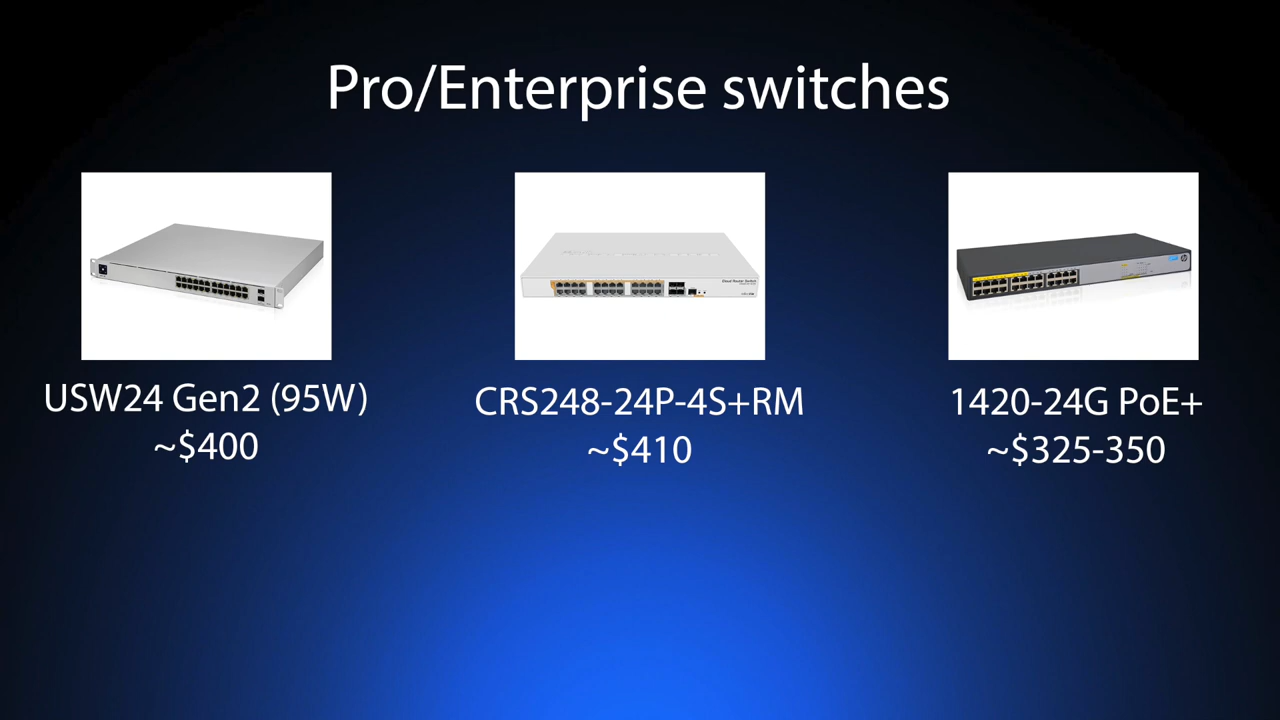 Pro/Enterprise switches
USW24 Gen2 (95W)
~$400
CRS248-24P-4S+RM
~$410
1420-24G PoE+
~$325-350